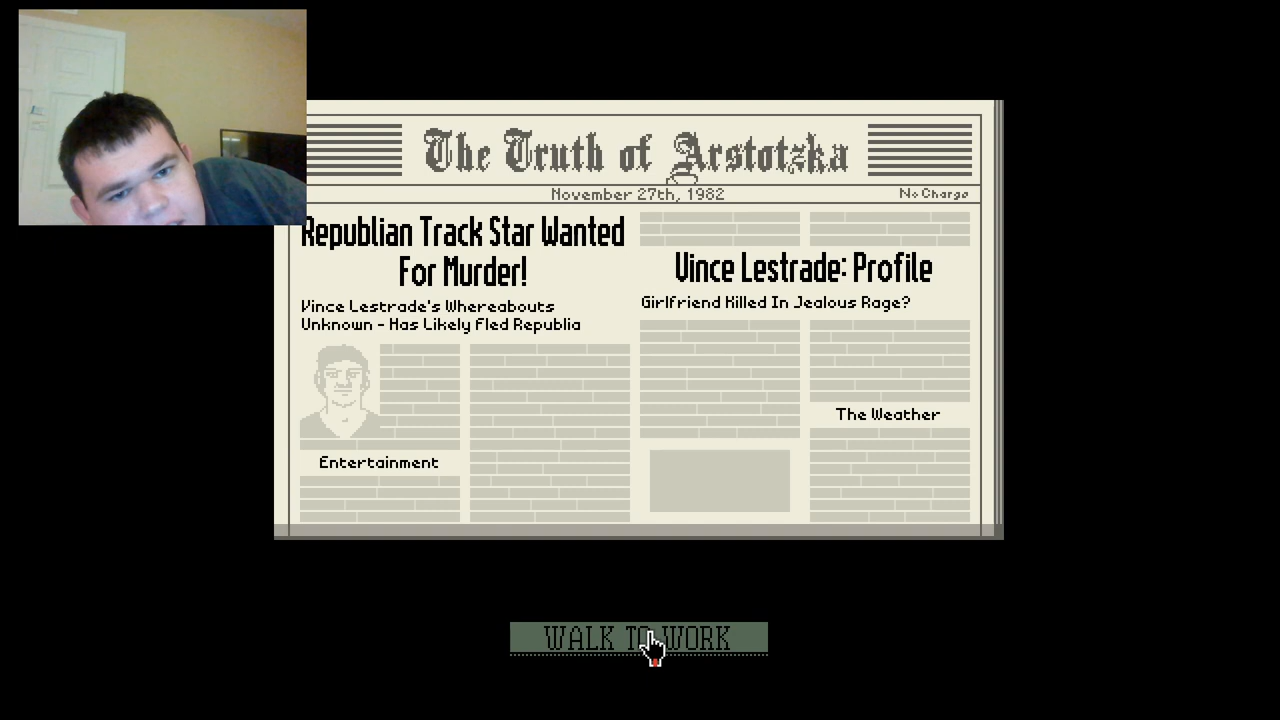 The Truth of Arstotzka
November 27th, 1982
No Charge
Republian Track Star Wanted
For Murder!
Vince Lestrade's Whereabouts
Unknown - Has Likely Fled Republia
Entertainment
Vince Lestrade: Profile
Girlfriend Killed In Jealous Rage?
The Weather
WALK TO WORK